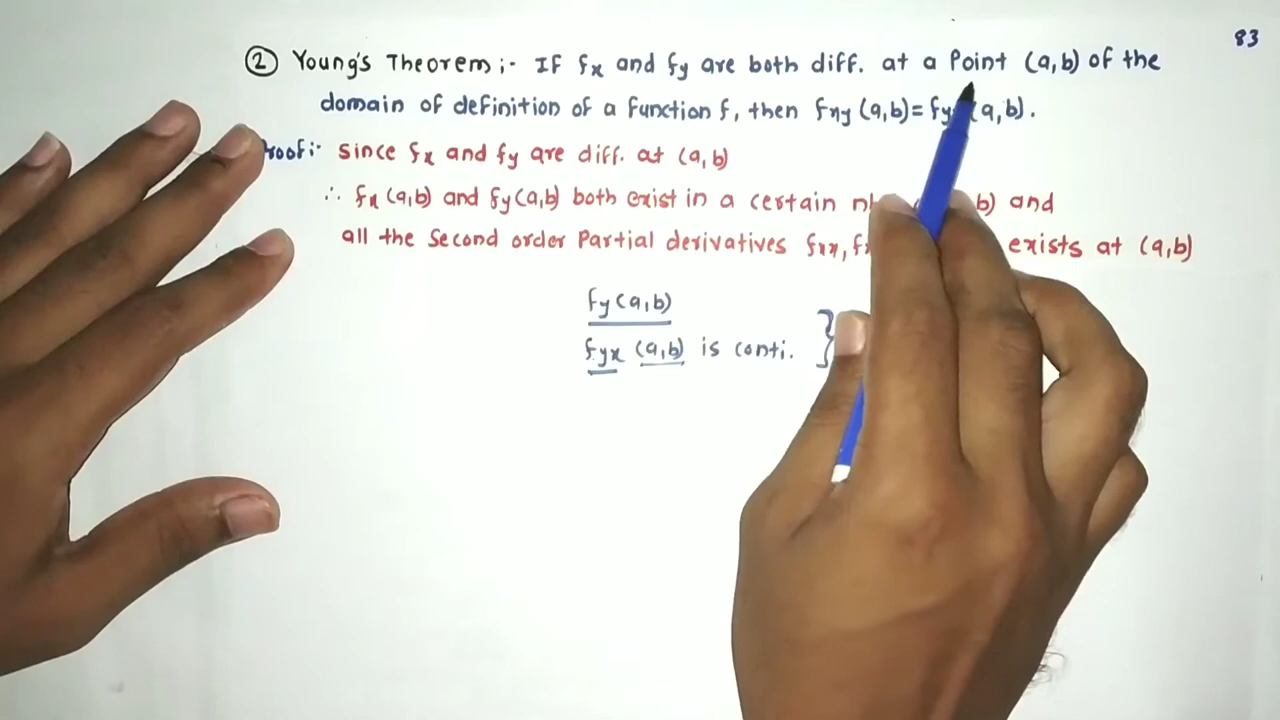 83
② Young's Theorem :- If fx and fy are both diff. at a Point (a,b) of the
domain of definition of a function f, then fxy (a,b) = fy (a,b).
roof :- since fx and fy are diff. at (a,b)
∴ fx (a,b) and fy (a,b) both exist in a certain b) and
all the second order Partial derivatives fxx, exists at (a,b)
fy (a,b)
fyx (a,b) is conti. }